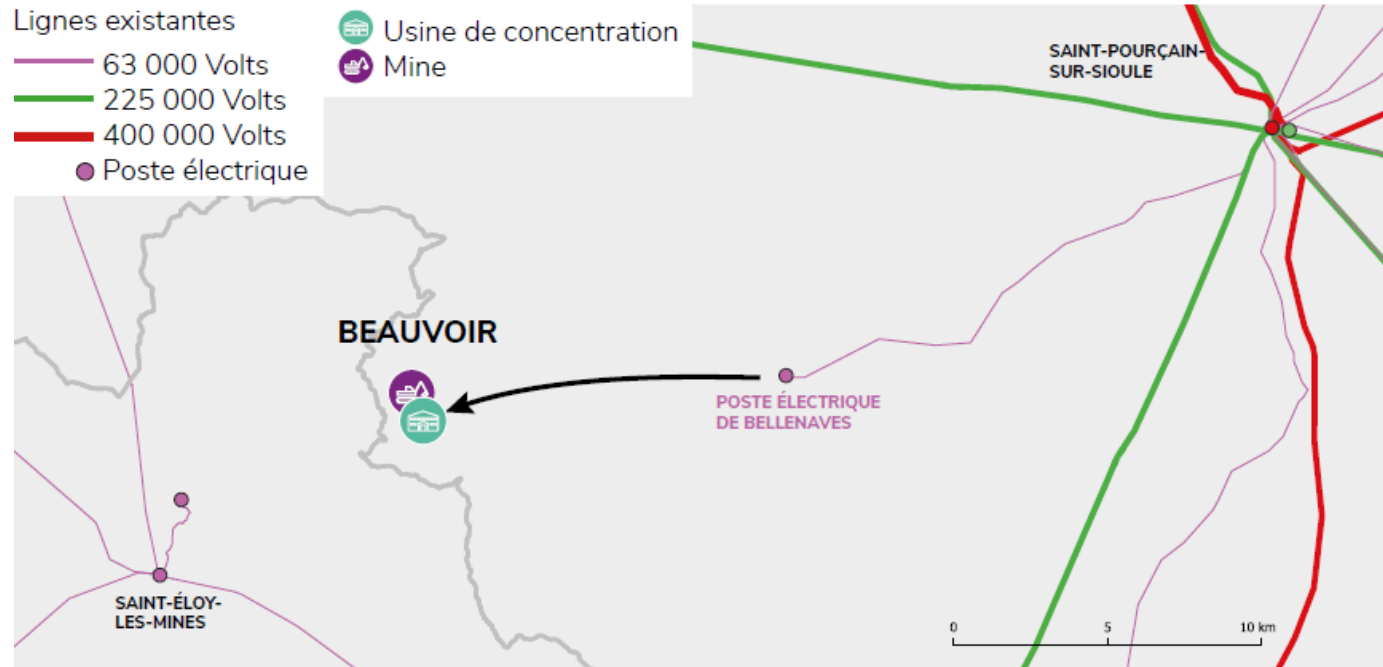 Lignes existantes
63 000 Volts
225 000 Volts
400 000 Volts
Poste électrique
Usine de concentration
Mine
SAINT-POURÇAIN-
SUR-SIOULE
BEAUVOIR
POSTE ÉLECTRIQUE
DE BELLENAVES
SAINT-ÉLOY-
LES-MINES
0 5 10 km